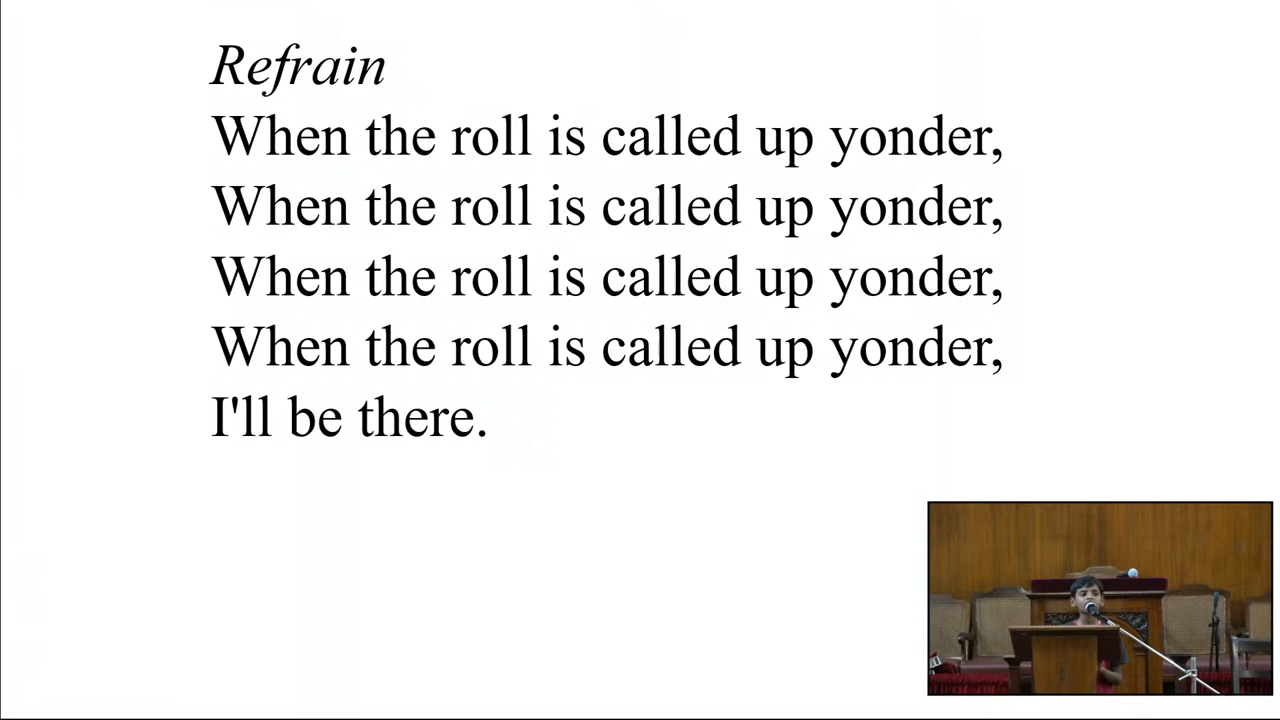 Refrain
When the roll is called up yonder,
When the roll is called up yonder,
When the roll is called up yonder,
When the roll is called up yonder,
I'll be there.